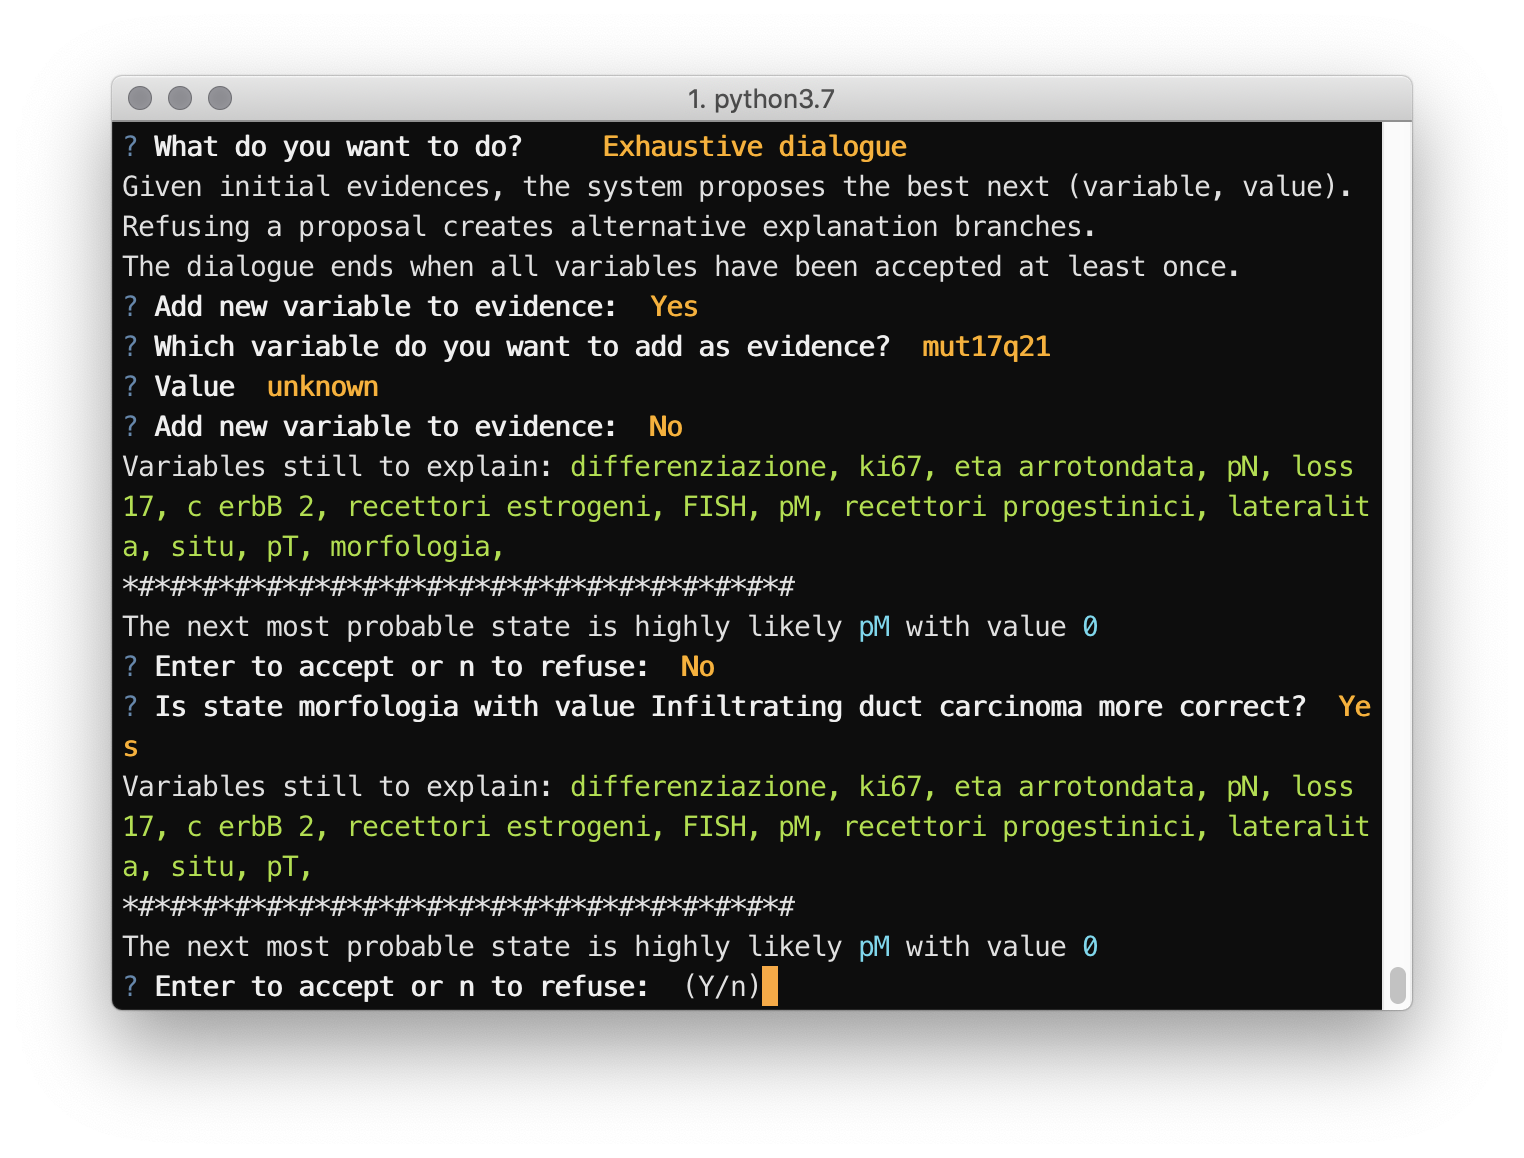 1. python3.7
? What do you want to do? Exhaustive dialogue
Given initial evidences, the system proposes the best next (variable, value).
Refusing a proposal creates alternative explanation branches.
The dialogue ends when all variables have been accepted at least once.
? Add new variable to evidence: Yes
? Which variable do you want to add as evidence? mut17q21
? Value unknown
? Add new variable to evidence: No
Variables still to explain: differenziazione, ki67, eta arrotondata, pN, loss
17, c erbB 2, recettori estrogeni, FISH, pM, recettori progestinici, lateralit
a, situ, pT, morfologia,
*#*#*#*#*#*#*#*#*#*#*#*#*#*#*#*#*#*#*#*#*#
The next most probable state is highly likely pM with value 0
? Enter to accept or n to refuse: No
? Is state morfologia with value Infiltrating duct carcinoma more correct? Ye
s
Variables still to explain: differenziazione, ki67, eta arrotondata, pN, loss
17, c erbB 2, recettori estrogeni, FISH, pM, recettori progestinici, lateralit
a, situ, pT,
*#*#*#*#*#*#*#*#*#*#*#*#*#*#*#*#*#*#*#*#*#
The next most probable state is highly likely pM with value 0
? Enter to accept or n to refuse: (Y/n)